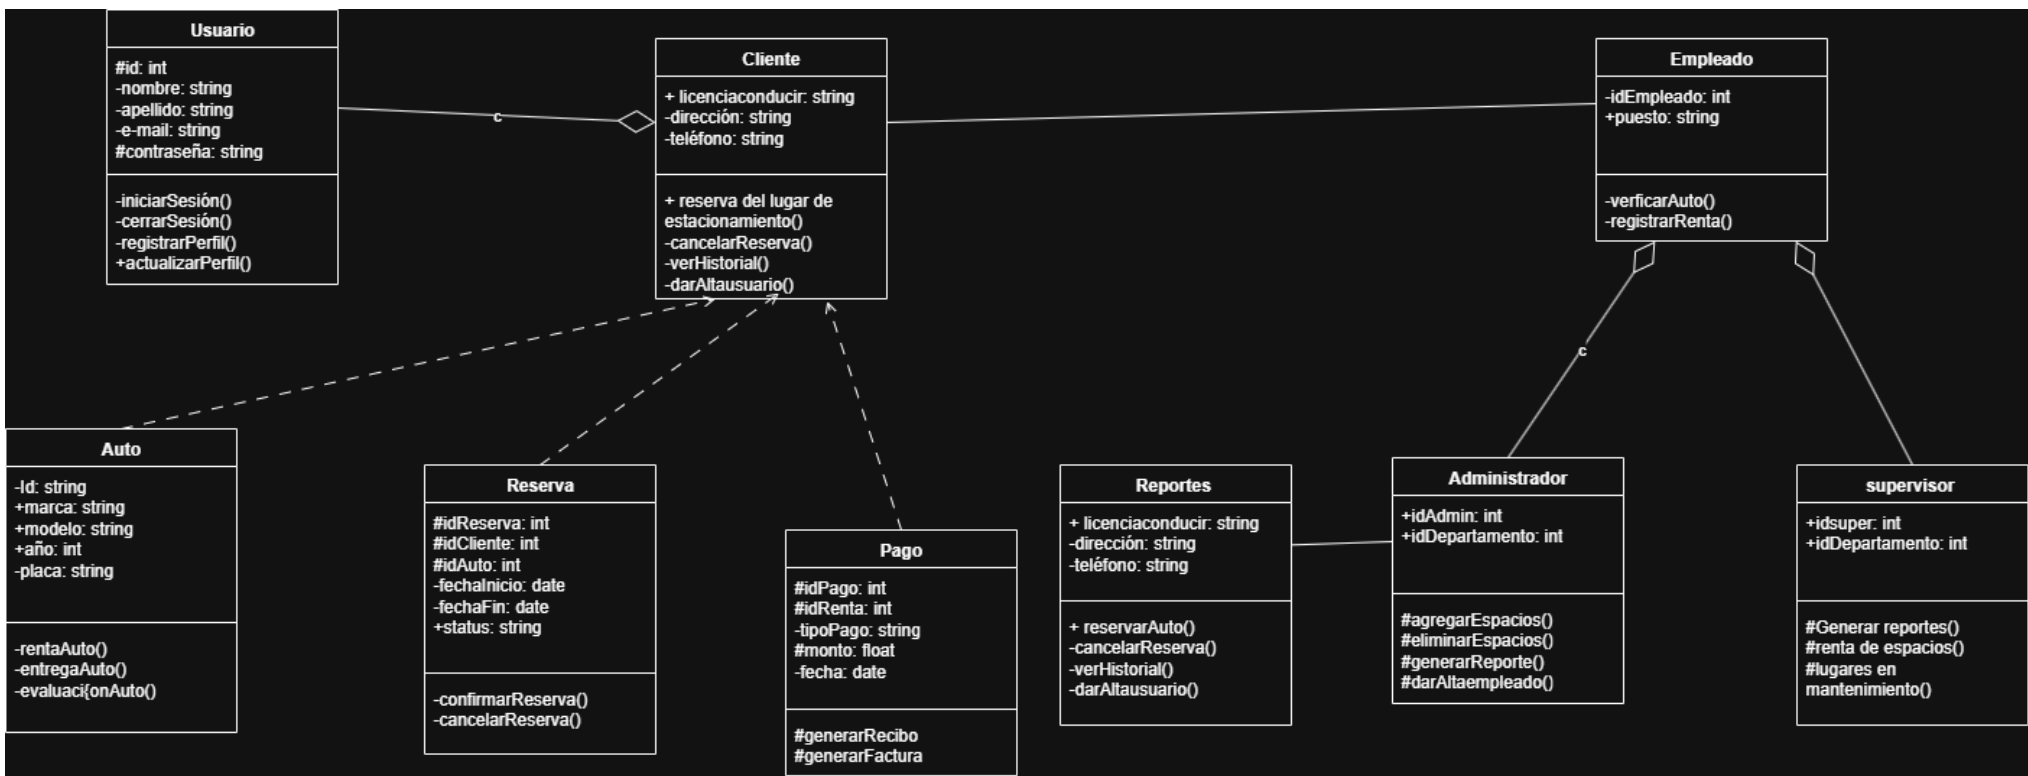 Usuario
#id: int
-nombre: string
-apellido: string
-e-mail: string
#contraseña: string
-iniciarSesión()
-cerrarSesión()
-registrarPerfil()
+actualizarPerfil()
c
Cliente
+ licenciaconducir: string
-dirección: string
-teléfono: string
+ reserva del lugar de
estacionamiento()
-cancelarReserva()
-verHistorial()
-darAltausuario()
Empleado
-idEmpleado: int
+puesto: string
-verficarAuto()
-registrarRenta()
c
Auto
-Id: string
+marca: string
+modelo: string
+año: int
-placa: string
-rentaAuto()
-entregaAuto()
-evaluaci{onAuto()
Reserva
#idReserva: int
#idCliente: int
#idAuto: int
-fechaInicio: date
-fechaFin: date
+status: string
-confirmarReserva()
-cancelarReserva()
Pago
#idPago: int
#idRenta: int
-tipoPago: string
#monto: float
-fecha: date
#generarRecibo
#generarFactura
Reportes
+ licenciaconducir: string
-dirección: string
-teléfono: string
+ reservarAuto()
-cancelarReserva()
-verHistorial()
-darAltausuario()
Administrador
+idAdmin: int
+idDepartamento: int
#agregarEspacios()
#eliminarEspacios()
#generarReporte()
#darAltaempleado()
supervisor
+idsuper: int
+idDepartamento: int
#Generar reportes()
#renta de espacios()
#lugares en
mantenimiento()